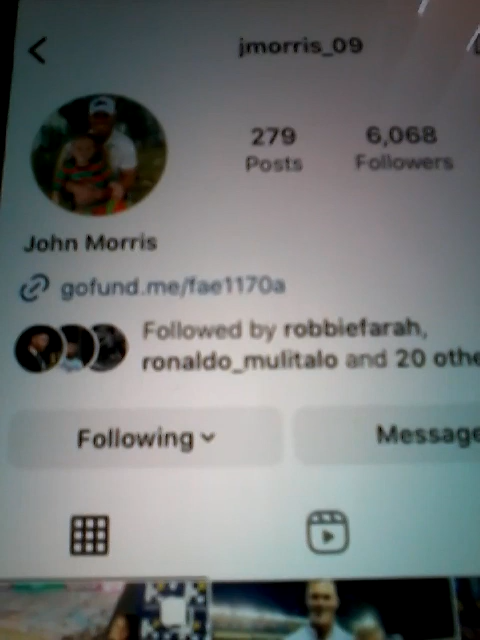 jmorris_09
279
6,068
Posts
Followers
John Morris
gofund.me/fae1170a
Followed by robbiefarah,
ronaldo_mulitalo and 20 othe
Following
Message